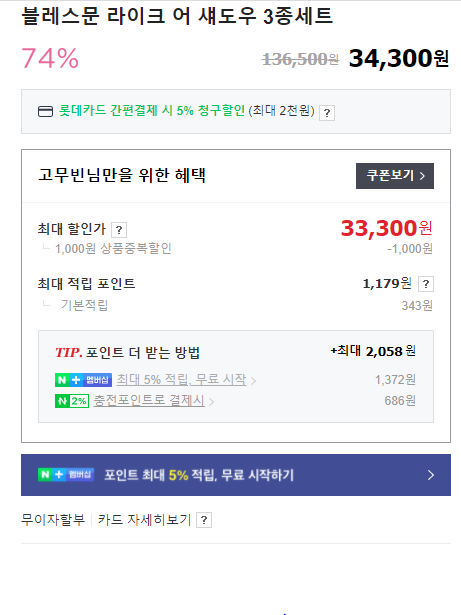 블레스문 라이크 어 섀도우 3종세트
74% 136,500원 34,300원
롯데카드 간편결제 시 5% 청구할인 (최대 2천원) ?
고무빈님만을 위한 혜택 쿠폰보기 >
최대 할인가 ? 33,300원
1,000원 상품중복할인 -1,000원
최대 적립 포인트 1,179원 ?
기본적립 343원
TIP. 포인트 더 받는 방법 +최대 2,058원
N + 멤버십 최대 5% 적립, 무료 시작 > 1,372원
N 2% 충전포인트로 결제시 > 686원
N + 멤버십 포인트 최대 5% 적립, 무료 시작하기 >
무이자할부 카드 자세히보기 ?